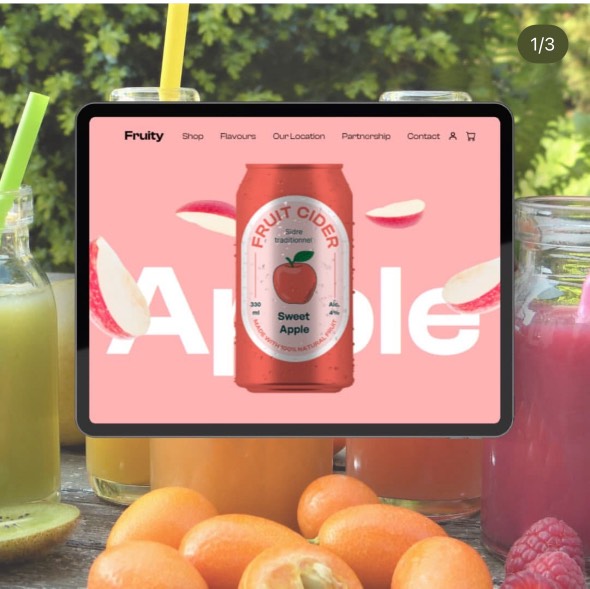 1/3
Fruity Shop Flavours Our Location Partnership Contact
Apple
FRUIT CIDER
Sidre
traditionnel
330
ml
Alc.
4%
Sweet
Apple
MADE WITH 100% NATURAL FRUIT